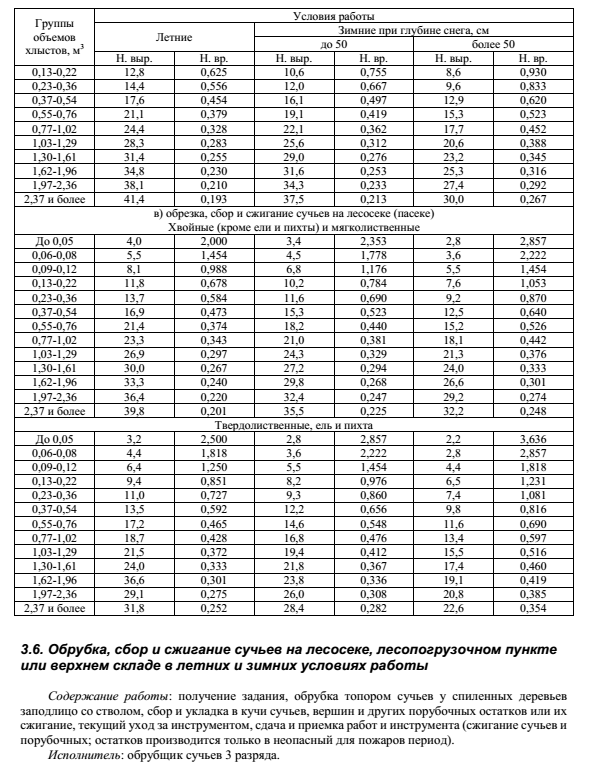 Группы объемов хлыстов, м³ | Условия работы
Летние | Зимние при глубине снега, см
до 50 | более 50
Н. выр. | Н. вр. | Н. выр. | Н. вр. | Н. выр. | Н. вр.
0,13-0,22 | 12,8 | 0,625 | 10,6 | 0,755 | 8,6 | 0,930
0,23-0,36 | 14,4 | 0,556 | 12,0 | 0,667 | 9,6 | 0,833
0,37-0,54 | 17,6 | 0,454 | 16,1 | 0,497 | 12,9 | 0,620
0,55-0,76 | 21,1 | 0,379 | 19,1 | 0,419 | 15,3 | 0,523
0,77-1,02 | 24,4 | 0,328 | 22,1 | 0,362 | 17,7 | 0,452
1,03-1,29 | 28,3 | 0,283 | 25,6 | 0,312 | 20,6 | 0,388
1,30-1,61 | 31,4 | 0,255 | 29,0 | 0,276 | 23,2 | 0,345
1,62-1,96 | 34,8 | 0,230 | 31,6 | 0,253 | 25,3 | 0,316
1,97-2,36 | 38,1 | 0,210 | 34,3 | 0,233 | 27,4 | 0,292
2,37 и более | 41,4 | 0,193 | 37,5 | 0,213 | 30,0 | 0,267
в) обрезка, сбор и сжигание сучьев на лесосеке (пасеке)
Хвойные (кроме ели и пихты) и мягколиственные
До 0,05 | 4,0 | 2,000 | 3,4 | 2,353 | 2,8 | 2,857
0,06-0,08 | 5,5 | 1,454 | 4,5 | 1,778 | 3,6 | 2,222
0,09-0,12 | 8,1 | 0,988 | 6,8 | 1,176 | 5,5 | 1,454
0,13-0,22 | 11,8 | 0,678 | 10,2 | 0,784 | 7,6 | 1,053
0,23-0,36 | 13,7 | 0,584 | 11,6 | 0,690 | 9,2 | 0,870
0,37-0,54 | 16,9 | 0,473 | 15,3 | 0,523 | 12,5 | 0,640
0,55-0,76 | 21,4 | 0,374 | 18,2 | 0,440 | 15,2 | 0,526
0,77-1,02 | 23,3 | 0,343 | 21,0 | 0,381 | 18,1 | 0,442
1,03-1,29 | 26,9 | 0,297 | 24,3 | 0,329 | 21,3 | 0,376
1,30-1,61 | 30,0 | 0,267 | 27,2 | 0,294 | 24,0 | 0,333
1,62-1,96 | 33,3 | 0,240 | 29,8 | 0,268 | 26,6 | 0,301
1,97-2,36 | 36,4 | 0,220 | 32,4 | 0,247 | 29,2 | 0,274
2,37 и более | 39,8 | 0,201 | 35,5 | 0,225 | 32,2 | 0,248
Твердолиственные, ель и пихта
До 0,05 | 3,2 | 2,500 | 2,8 | 2,857 | 2,2 | 3,636
0,06-0,08 | 4,4 | 1,818 | 3,6 | 2,222 | 2,8 | 2,857
0,09-0,12 | 6,4 | 1,250 | 5,5 | 1,454 | 4,4 | 1,818
0,13-0,22 | 9,4 | 0,851 | 8,2 | 0,976 | 6,5 | 1,231
0,23-0,36 | 11,0 | 0,727 | 9,3 | 0,860 | 7,4 | 1,081
0,37-0,54 | 13,5 | 0,592 | 12,2 | 0,656 | 9,8 | 0,816
0,55-0,76 | 17,2 | 0,465 | 14,6 | 0,548 | 11,6 | 0,690
0,77-1,02 | 18,7 | 0,428 | 16,8 | 0,476 | 13,4 | 0,597
1,03-1,29 | 21,5 | 0,372 | 19,4 | 0,412 | 15,5 | 0,516
1,30-1,61 | 24,0 | 0,333 | 21,8 | 0,367 | 17,4 | 0,460
1,62-1,96 | 36,6 | 0,301 | 23,8 | 0,336 | 19,1 | 0,419
1,97-2,36 | 29,1 | 0,275 | 26,0 | 0,308 | 20,8 | 0,385
2,37 и более | 31,8 | 0,252 | 28,4 | 0,282 | 22,6 | 0,354
3.6. Обрубка, сбор и сжигание сучьев на лесосеке, лесопогрузочном пункте
или верхнем складе в летних и зимних условиях работы
Содержание работы: получение задания, обрубка топором сучьев у спиленных деревьев
заподлицо со стволом, сбор и укладка в кучи сучьев, вершин и других порубочных остатков или их
сжигание, текущий уход за инструментом, сдача и приемка работ и инструмента (сжигание сучьев и
порубочных; остатков производится только в неопасный для пожаров период).
Исполнитель: обрубщик сучьев 3 разряда.